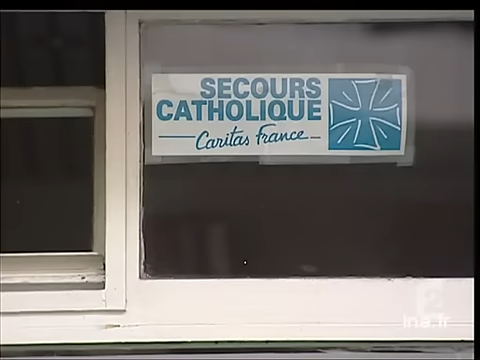 SECOURS
CATHOLIQUE
Caritas France
2
ina.fr